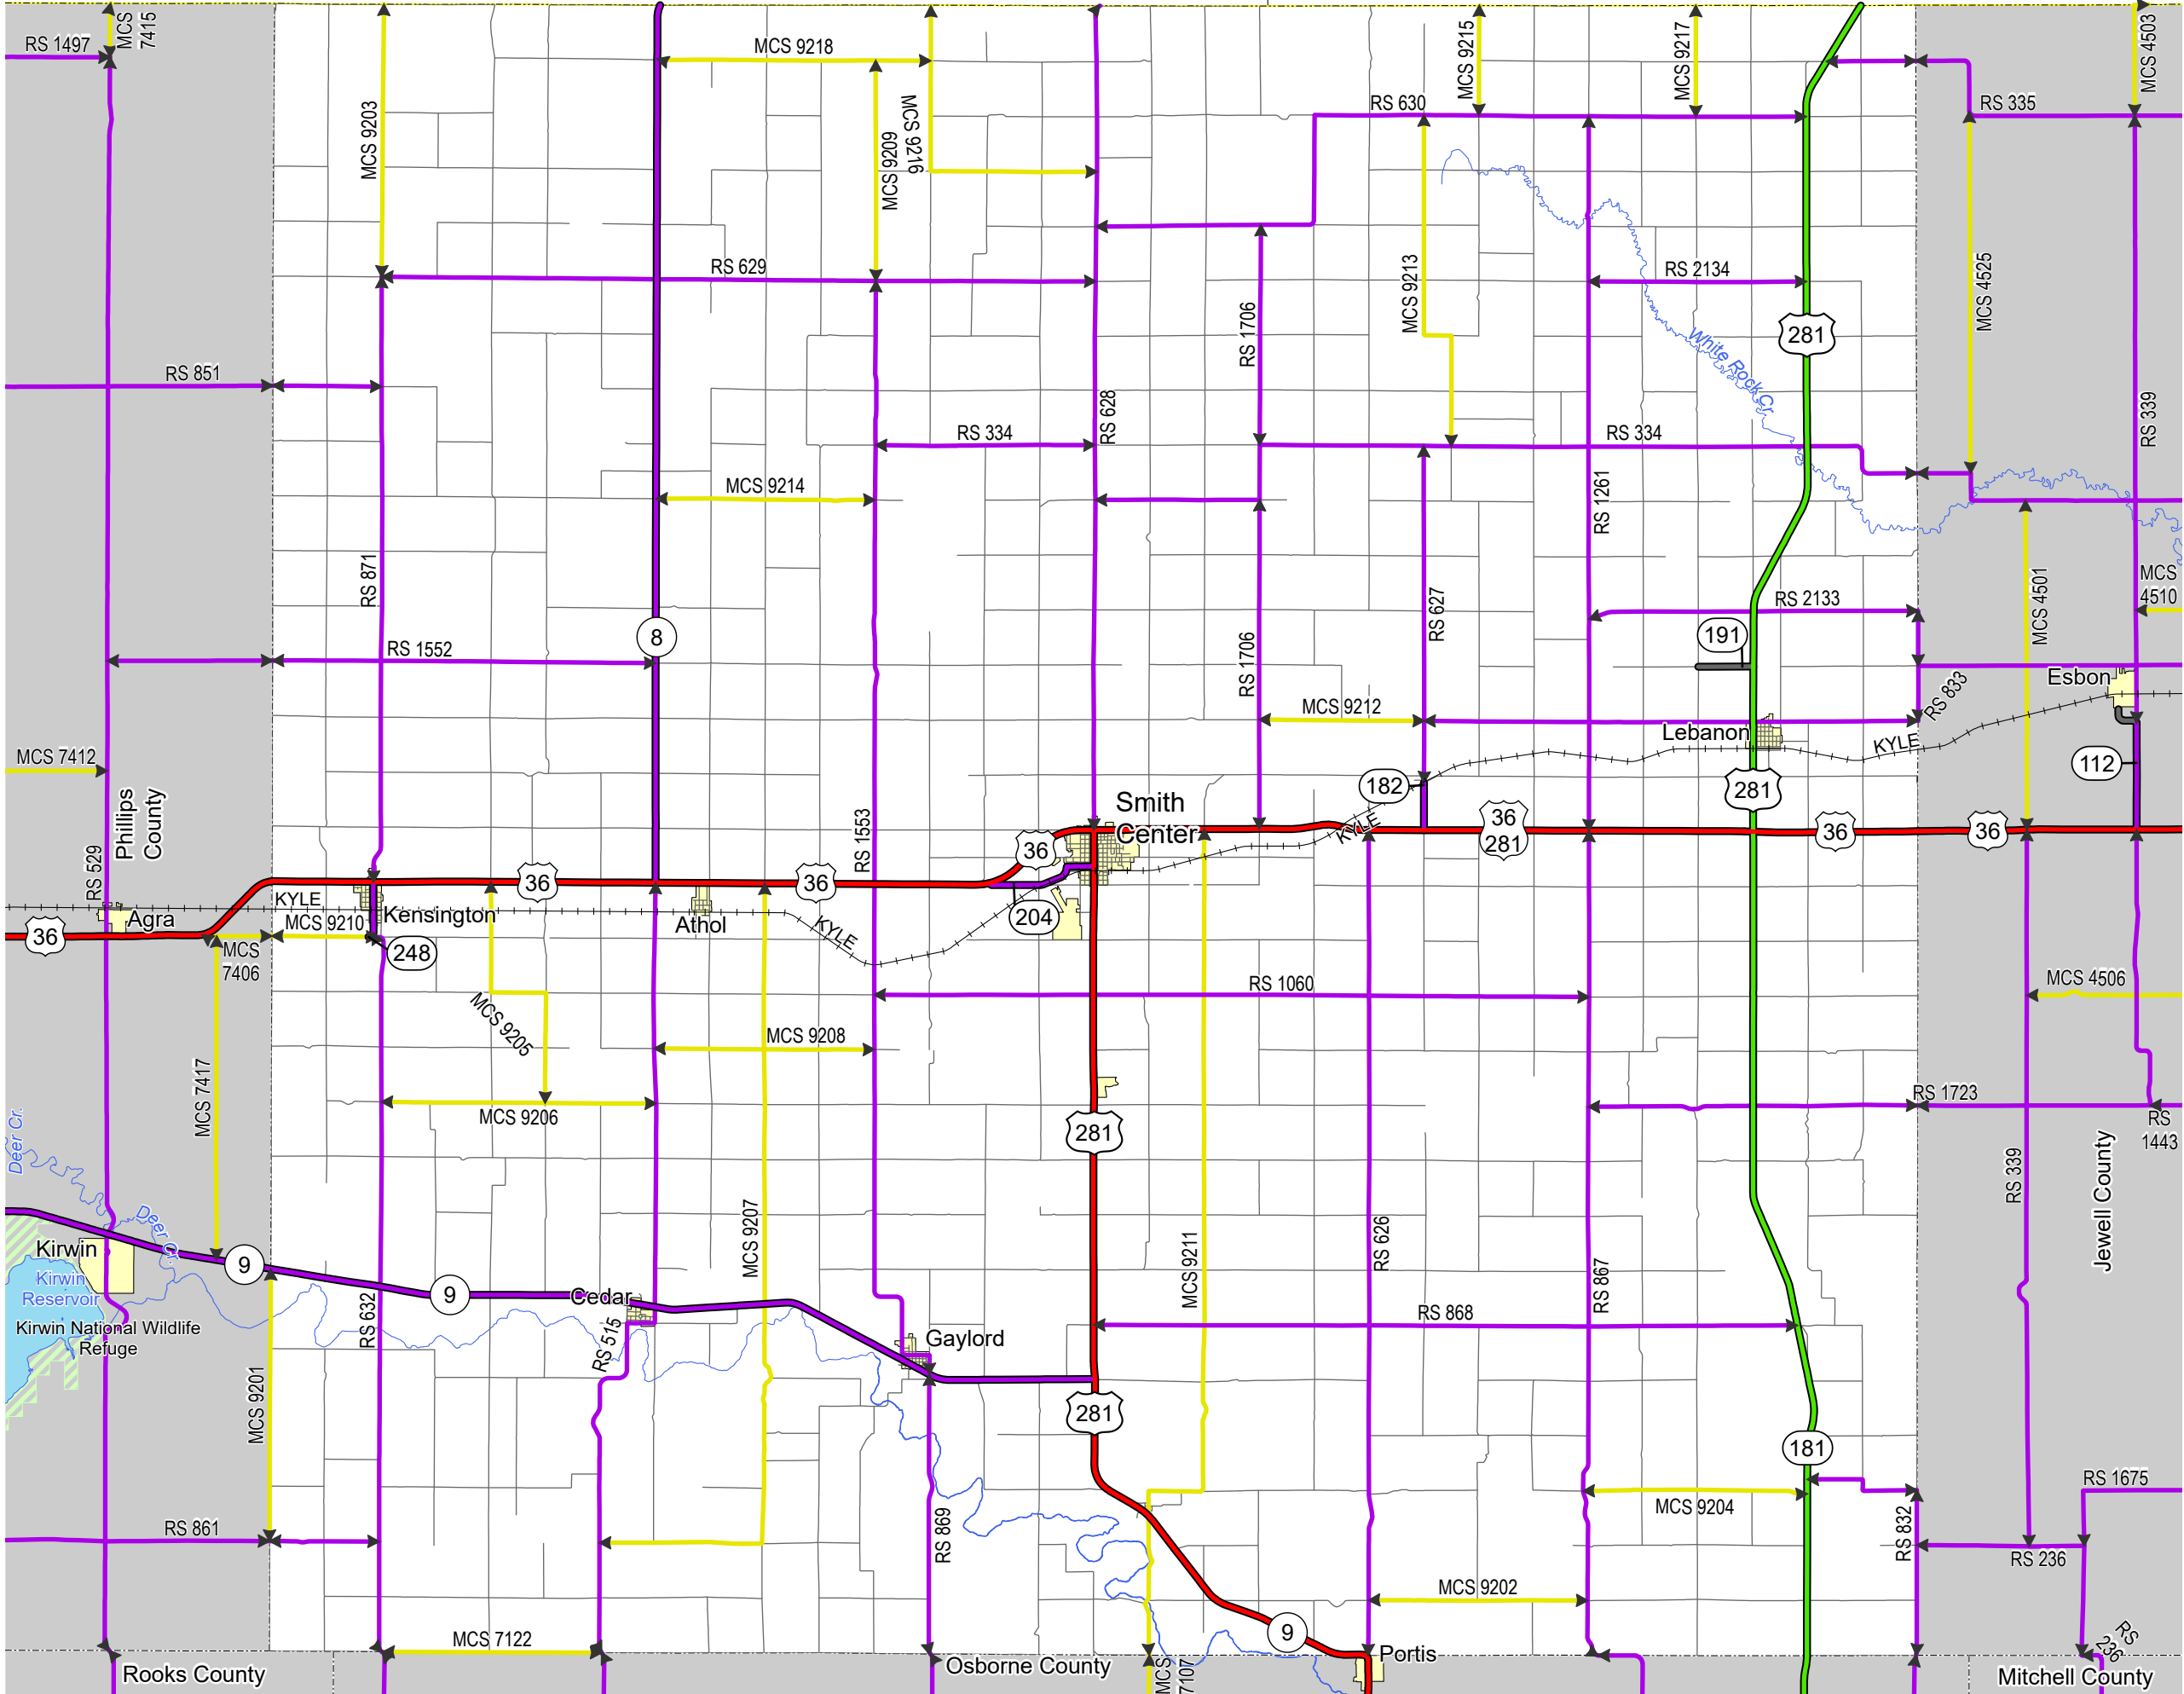 MCS
7415
RS 1497
MCS 9203
MCS 9218
MCS 9209
MCS 9216
MCS 9215
MCS 9217
MCS 4503
RS 630
RS 335
RS 629
MCS 9213
RS 2134
MCS 4525
RS 1706
281
White Rock Cr.
RS 851
RS 628
RS 339
RS 334
RS 334
MCS 9214
RS 1261
RS 871
MCS 4501
MCS
4510
RS 627
RS 2133
8
191
RS 1552
RS 1706
Esbon
RS 833
MCS 9212
Lebanon
KYLE
MCS 7412
112
182
281
Phillips
County
Smith
Center
KYLE
36
281
36
36
RS 1553
36
RS 529
36
36
KYLE
MCS 9210
Kensington
Agra
36
Athol
KYLE
204
248
MCS
7406
MCS 9205
RS 1060
MCS 4506
MCS 9208
MCS 7417
MCS 9206
RS 1723
RS
1443
Deer Cr.
281
Jewell County
RS 339
Deer Cr.
MCS 9207
MCS 9211
RS 626
RS 867
Kirwin
9
Kirwin
Reservoir
9
Cedar
RS 632
RS 868
Kirwin National Wildlife
Refuge
RS 515
Gaylord
MCS 9201
281
181
RS 1675
MCS 9204
RS 861
RS 869
RS 832
RS 236
MCS 9202
MCS 7122
9
Portis
RS
236
Rooks County
Osborne County
MCS
7107
Mitchell County